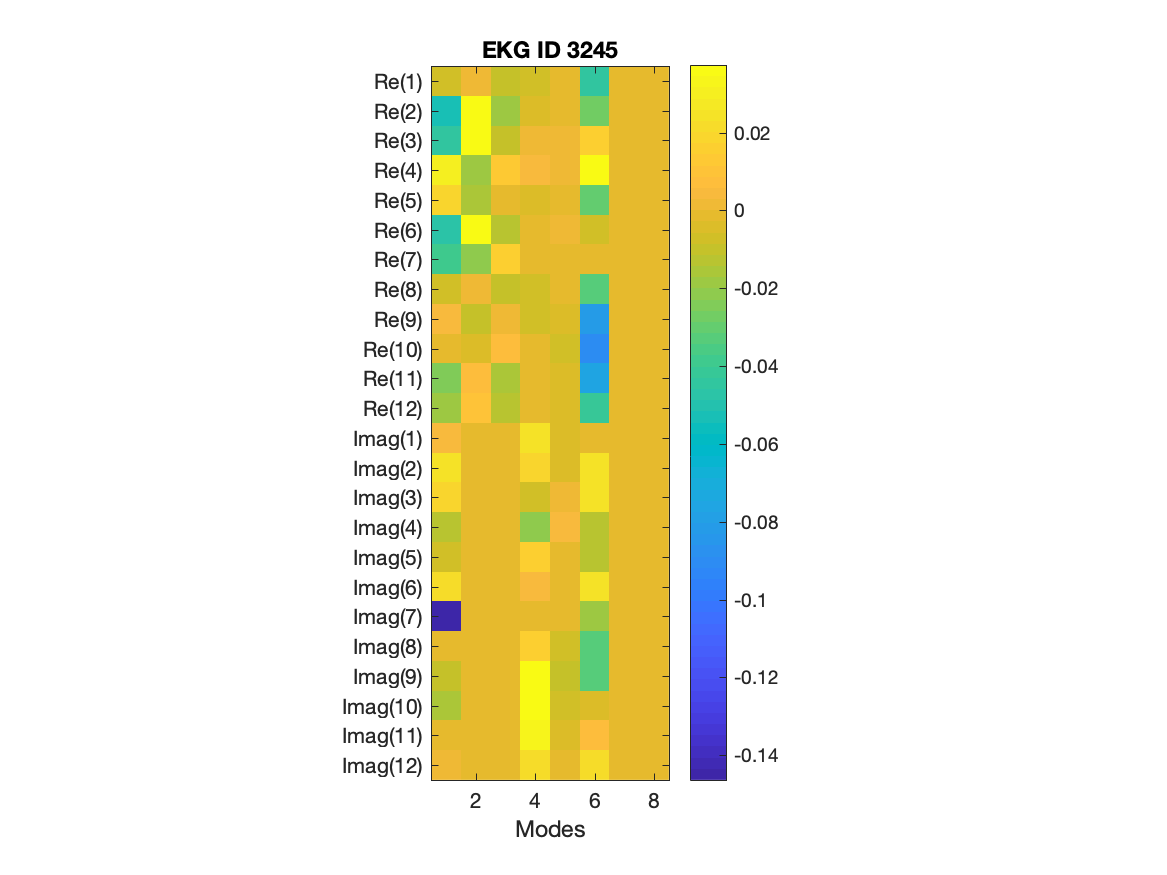 EKG ID 3245
Re(1)
Re(2)
Re(3)
Re(4)
Re(5)
Re(6)
Re(7)
Re(8)
Re(9)
Re(10)
Re(11)
Re(12)
Imag(1)
Imag(2)
Imag(3)
Imag(4)
Imag(5)
Imag(6)
Imag(7)
Imag(8)
Imag(9)
Imag(10)
Imag(11)
Imag(12)
2 4 6 8
Modes
0.02
0
-0.02
-0.04
-0.06
-0.08
-0.1
-0.12
-0.14